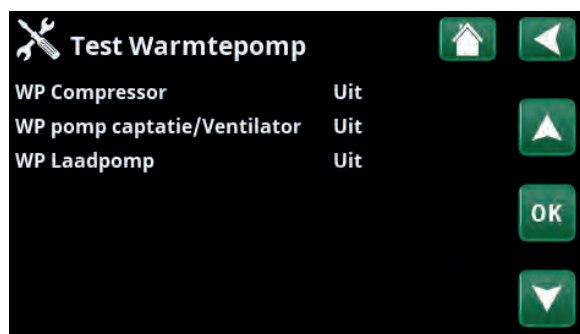 Test Warmtepomp
WP Compressor Uit
WP pomp captatie/Ventilator Uit
WP Laadpomp Uit
OK